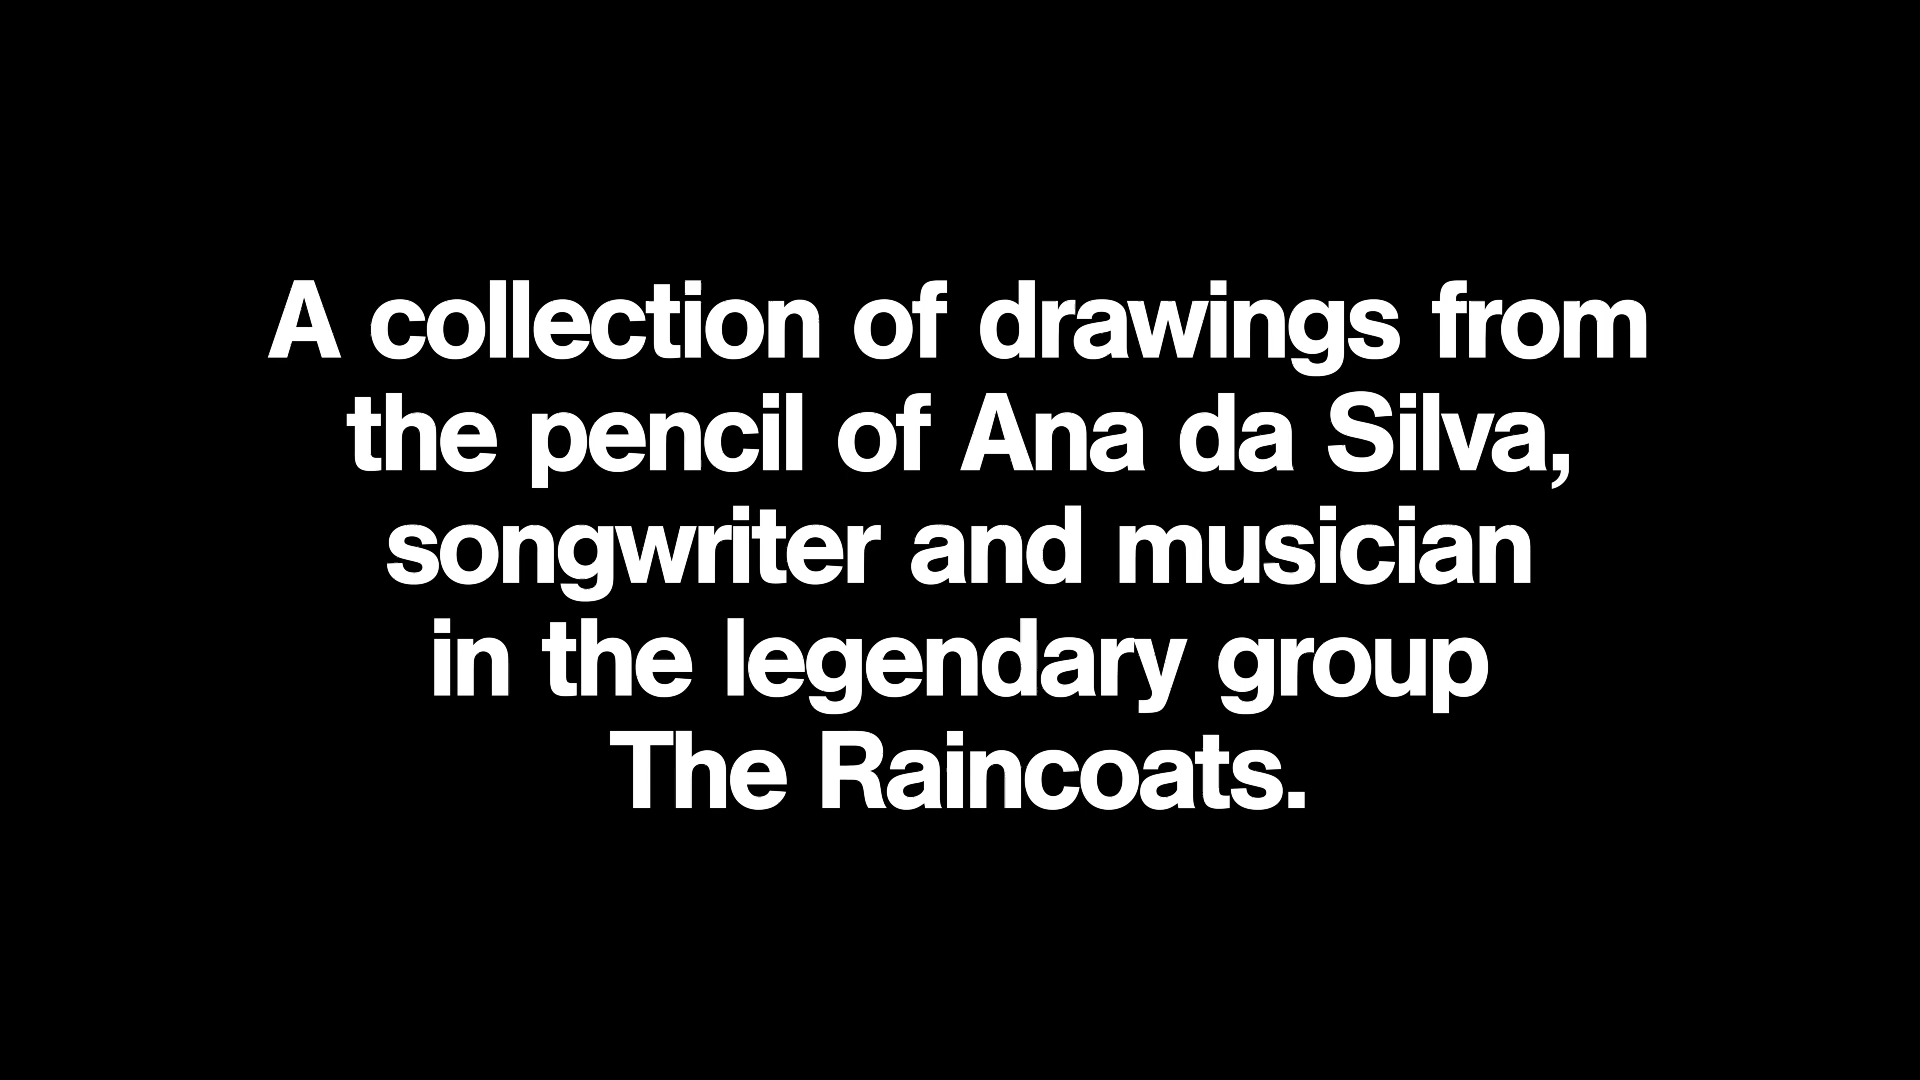 A collection of drawings from
the pencil of Ana da Silva,
songwriter and musician
in the legendary group
The Raincoats.